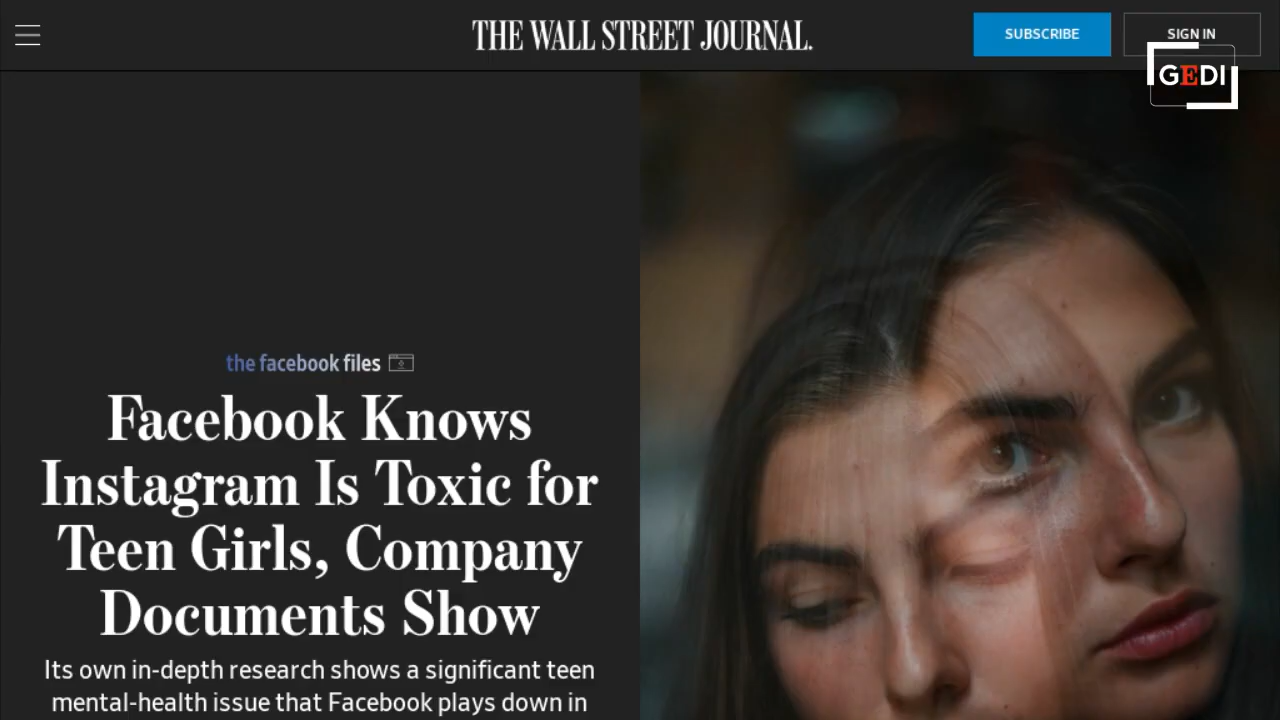 THE WALL STREET JOURNAL.
SUBSCRIBE
SIGN IN
GEDI
the facebook files
Facebook Knows
Instagram Is Toxic for
Teen Girls, Company
Documents Show
Its own in-depth research shows a significant teen
mental-health issue that Facebook plays down in